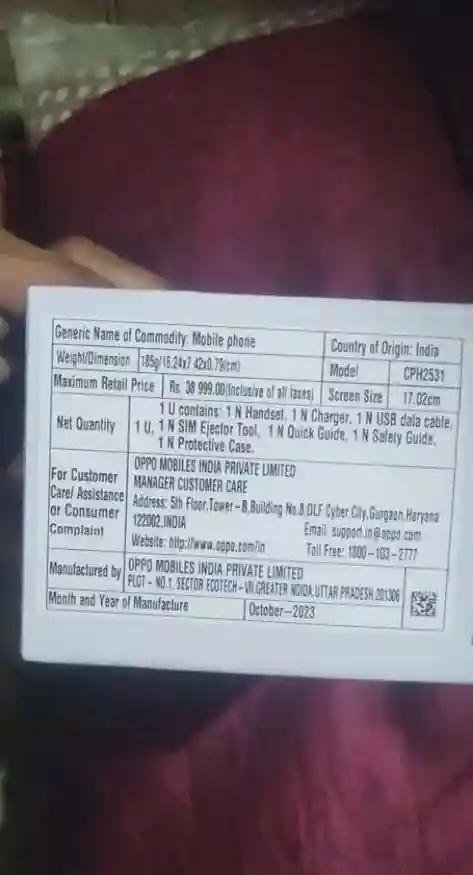 Generic Name of Commodity: Mobile phone
Country of Origin: India
Weight/Dimension 185g/16.24x7.42x0.79(cm)
Model CPH2531
Maximum Retail Price Rs. 38 999.00(Inclusive of all taxes)
Screen Size 17.02cm
Net Quantity
1 U contains: 1 N Handset, 1 N Charger, 1 N USB data cable,
1 U, 1 N SIM Ejector Tool, 1 N Quick Guide, 1 N Safety Guide,
1 N Protective Case.
For Customer
Care/ Assistance
or Consumer
Complaint
OPPO MOBILES INDIA PRIVATE LIMITED
MANAGER CUSTOMER CARE
Address: 5th Floor,Tower-B,Building No.8,DLF Cyber City,Gurgaon,Haryana
122002,INDIA
Email: support.in@oppo.com
Website: http://www.oppo.com/in
Toll Free: 1800-103-2777
Manufactured by
OPPO MOBILES INDIA PRIVATE LIMITED
PLOT - NO.1, SECTOR ECOTECH-VII,GREATER NOIDA,UTTAR PRADESH 201306
Month and Year of Manufacture October-2023